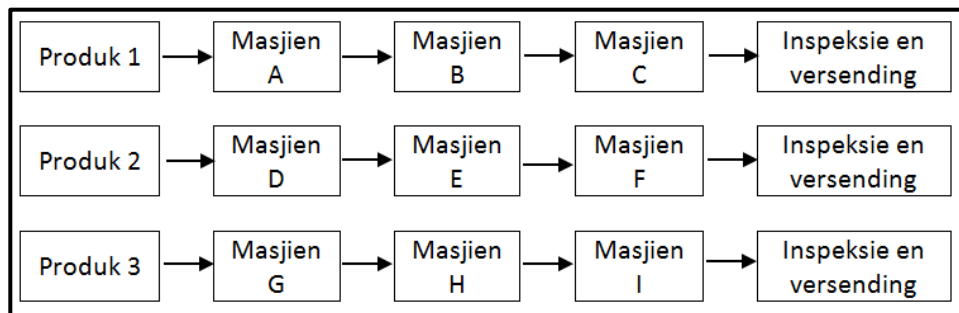 Produk 1
Masjien
A
Masjien
B
Masjien
C
Inspeksie en
versending
Produk 2
Masjien
D
Masjien
E
Masjien
F
Inspeksie en
versending
Produk 3
Masjien
G
Masjien
H
Masjien
I
Inspeksie en
versending